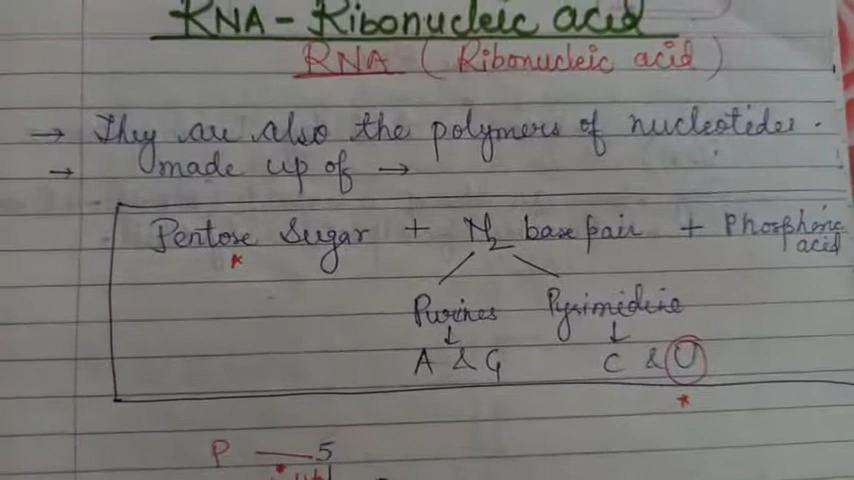 RNA - Ribonucleic acid
RNA ( Ribonucleic acid )
→ They are also the polymers of nucleotides.
→ made up of →
Pentose Sugar + N₂ base pair + Phosphoric acid
*
Purines Pyrimidine
↓ ↓
A & G C & U
*
P — 5